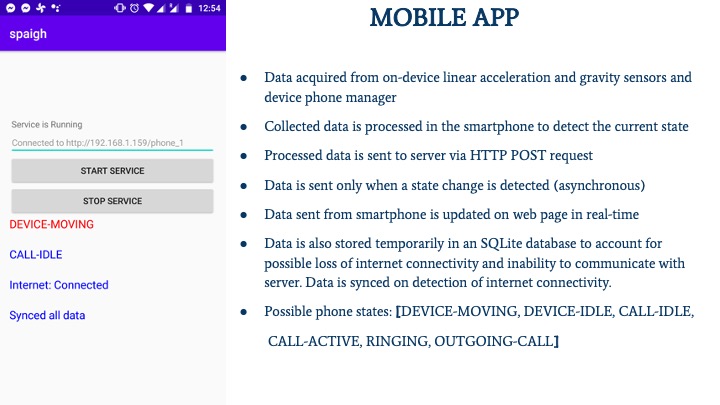 12:54
spaigh
Service is Running
Connected to http://192.168.1.159/phone_1
START SERVICE
STOP SERVICE
DEVICE-MOVING
CALL-IDLE
Internet: Connected
Synced all data
MOBILE APP
● Data acquired from on-device linear acceleration and gravity sensors and
device phone manager
● Collected data is processed in the smartphone to detect the current state
● Processed data is sent to server via HTTP POST request
● Data is sent only when a state change is detected (asynchronous)
● Data sent from smartphone is updated on web page in real-time
● Data is also stored temporarily in an SQLite database to account for
possible loss of internet connectivity and inability to communicate with
server. Data is synced on detection of internet connectivity.
● Possible phone states: [DEVICE-MOVING, DEVICE-IDLE, CALL-IDLE,
CALL-ACTIVE, RINGING, OUTGOING-CALL]